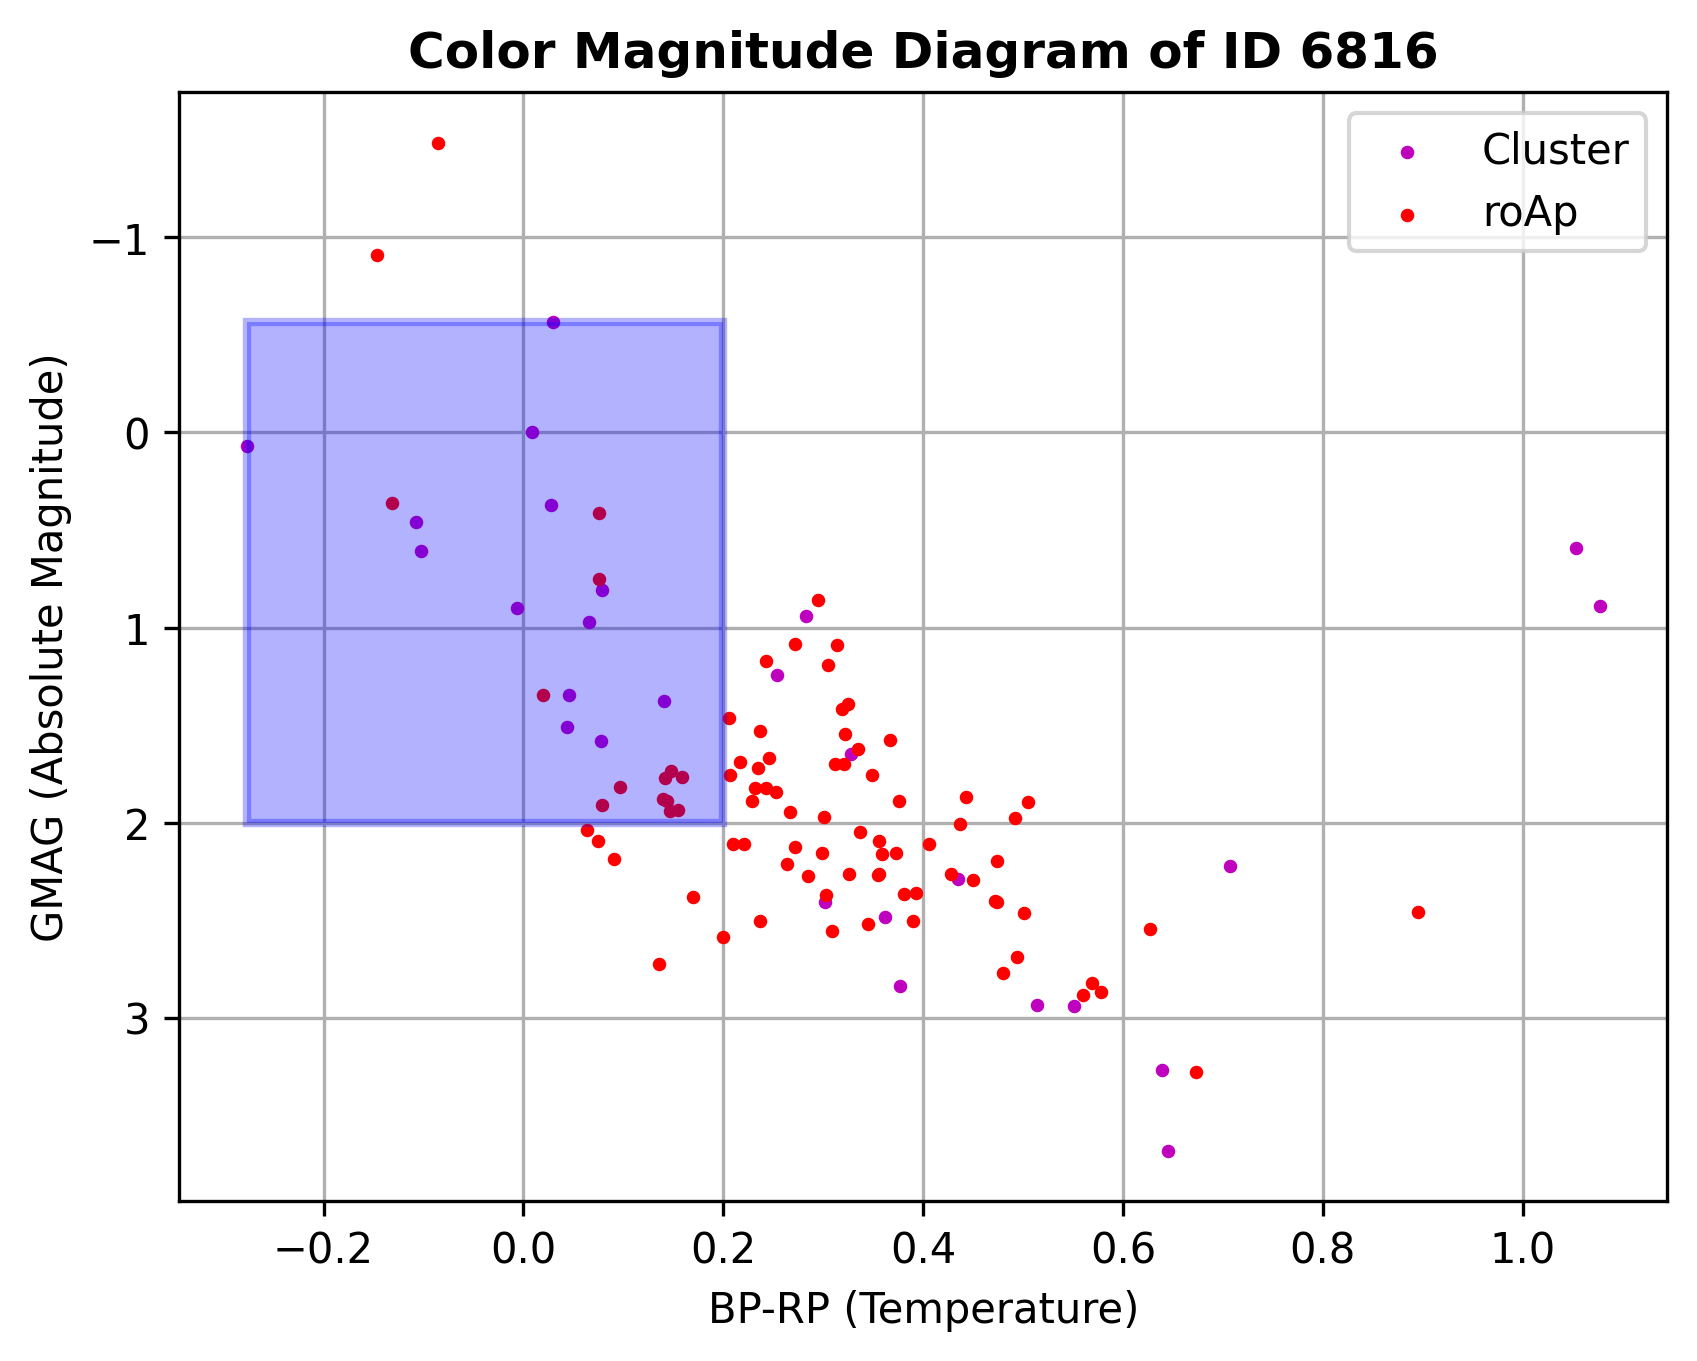 Color Magnitude Diagram of ID 6816
Cluster
roAp
GMAG (Absolute Magnitude)
−1
0
1
2
3
−0.2 0.0 0.2 0.4 0.6 0.8 1.0
BP-RP (Temperature)